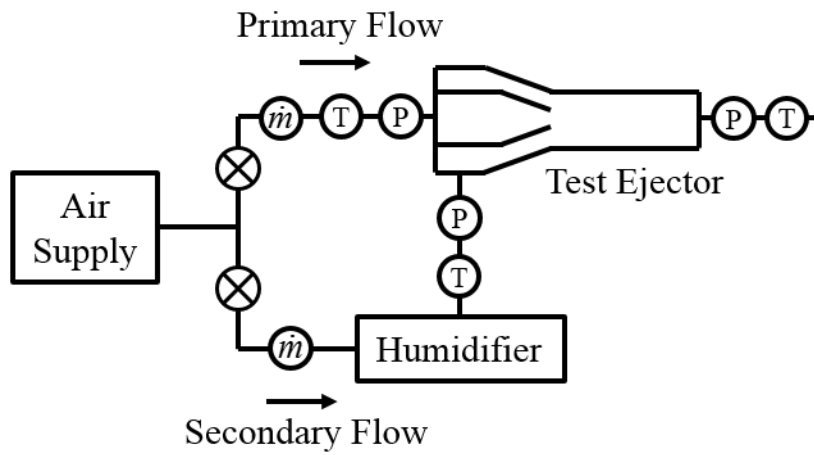 Primary Flow
ṁ T P
P T
Test Ejector
Air
Supply
P
T
ṁ
Humidifier
Secondary Flow